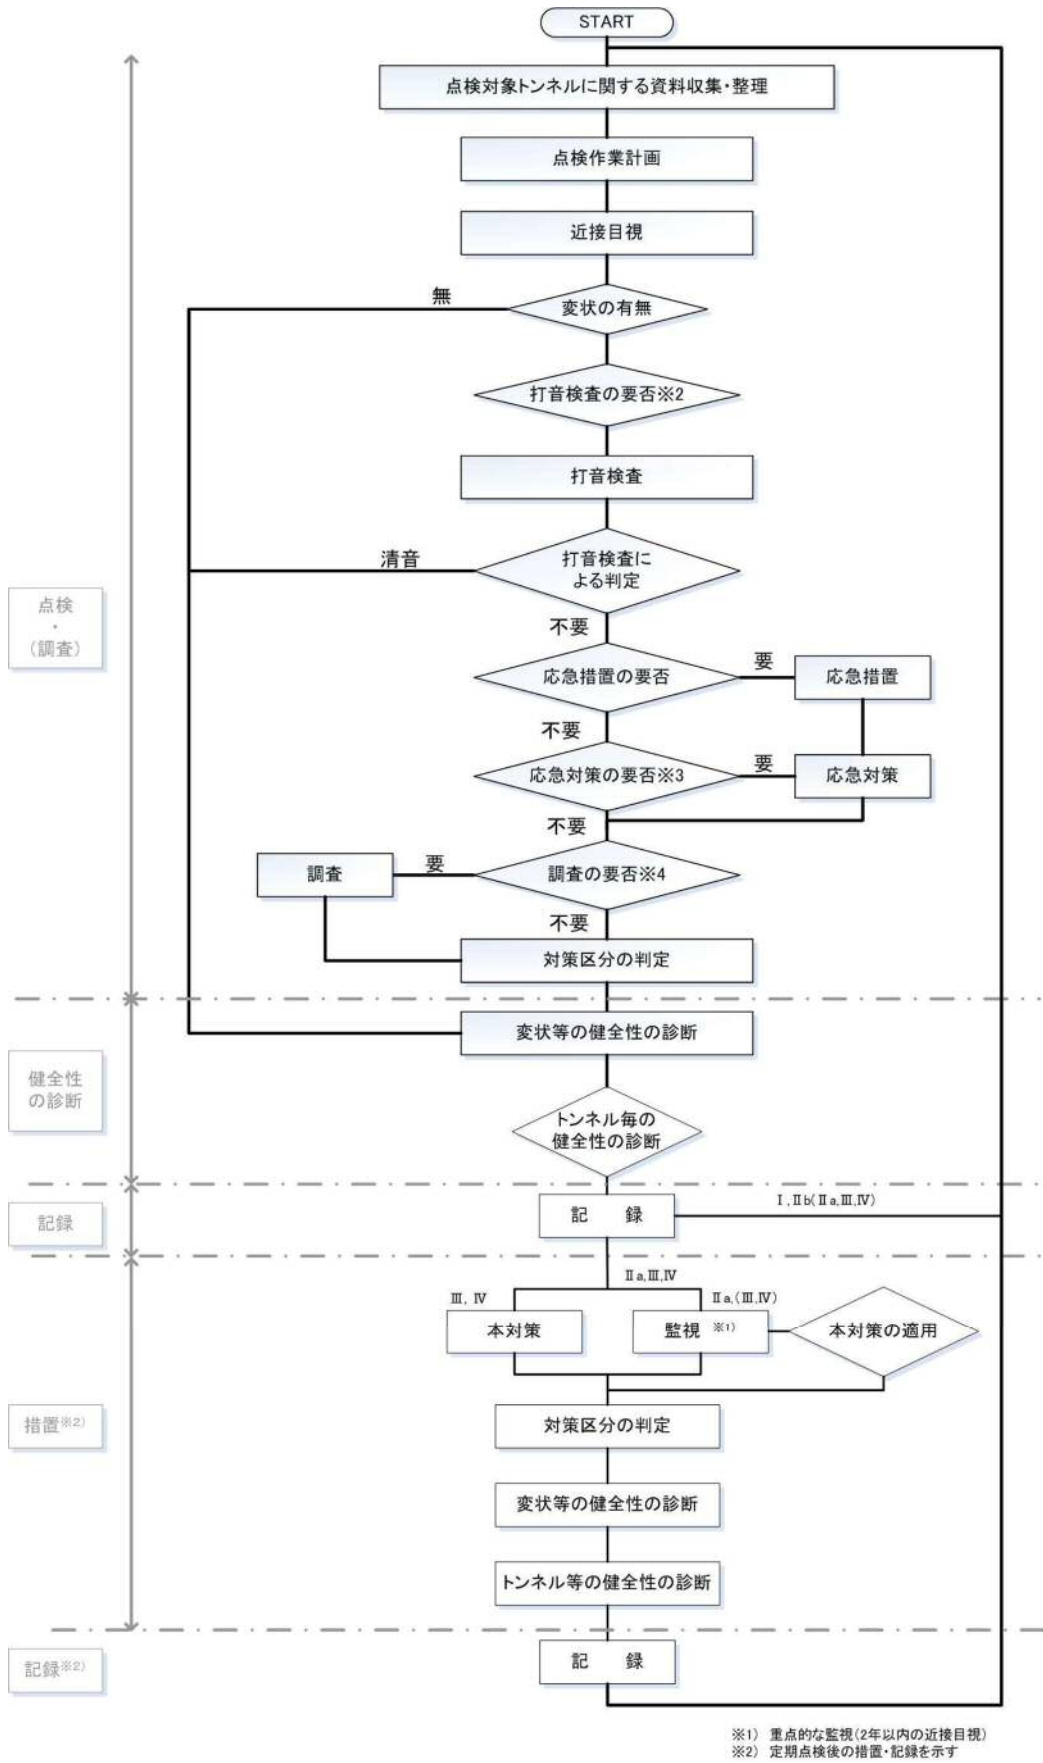 START
点検対象トンネルに関する資料収集・整理
点検作業計画
近接目視
無
変状の有無
打音検査の要否※2
打音検査
清音
打音検査に
よる判定
点検
・
(調査)
不要
応急措置の要否
要
応急措置
不要
応急対策の要否※3
要
応急対策
不要
調査
要
調査の要否※4
不要
対策区分の判定
変状等の健全性の診断
健全性
の診断
トンネル毎の
健全性の診断
記録
記 録
Ⅰ,Ⅱb(Ⅱa,Ⅲ,Ⅳ)
Ⅱa,Ⅲ,Ⅳ
Ⅲ, Ⅳ
Ⅱa,(Ⅲ,Ⅳ)
本対策
監視 ※1)
本対策の適用
措置※2)
対策区分の判定
変状等の健全性の診断
トンネル等の健全性の診断
記録※2)
記 録
※1) 重点的な監視(2年以内の近接目視)
※2) 定期点検後の措置・記録を示す